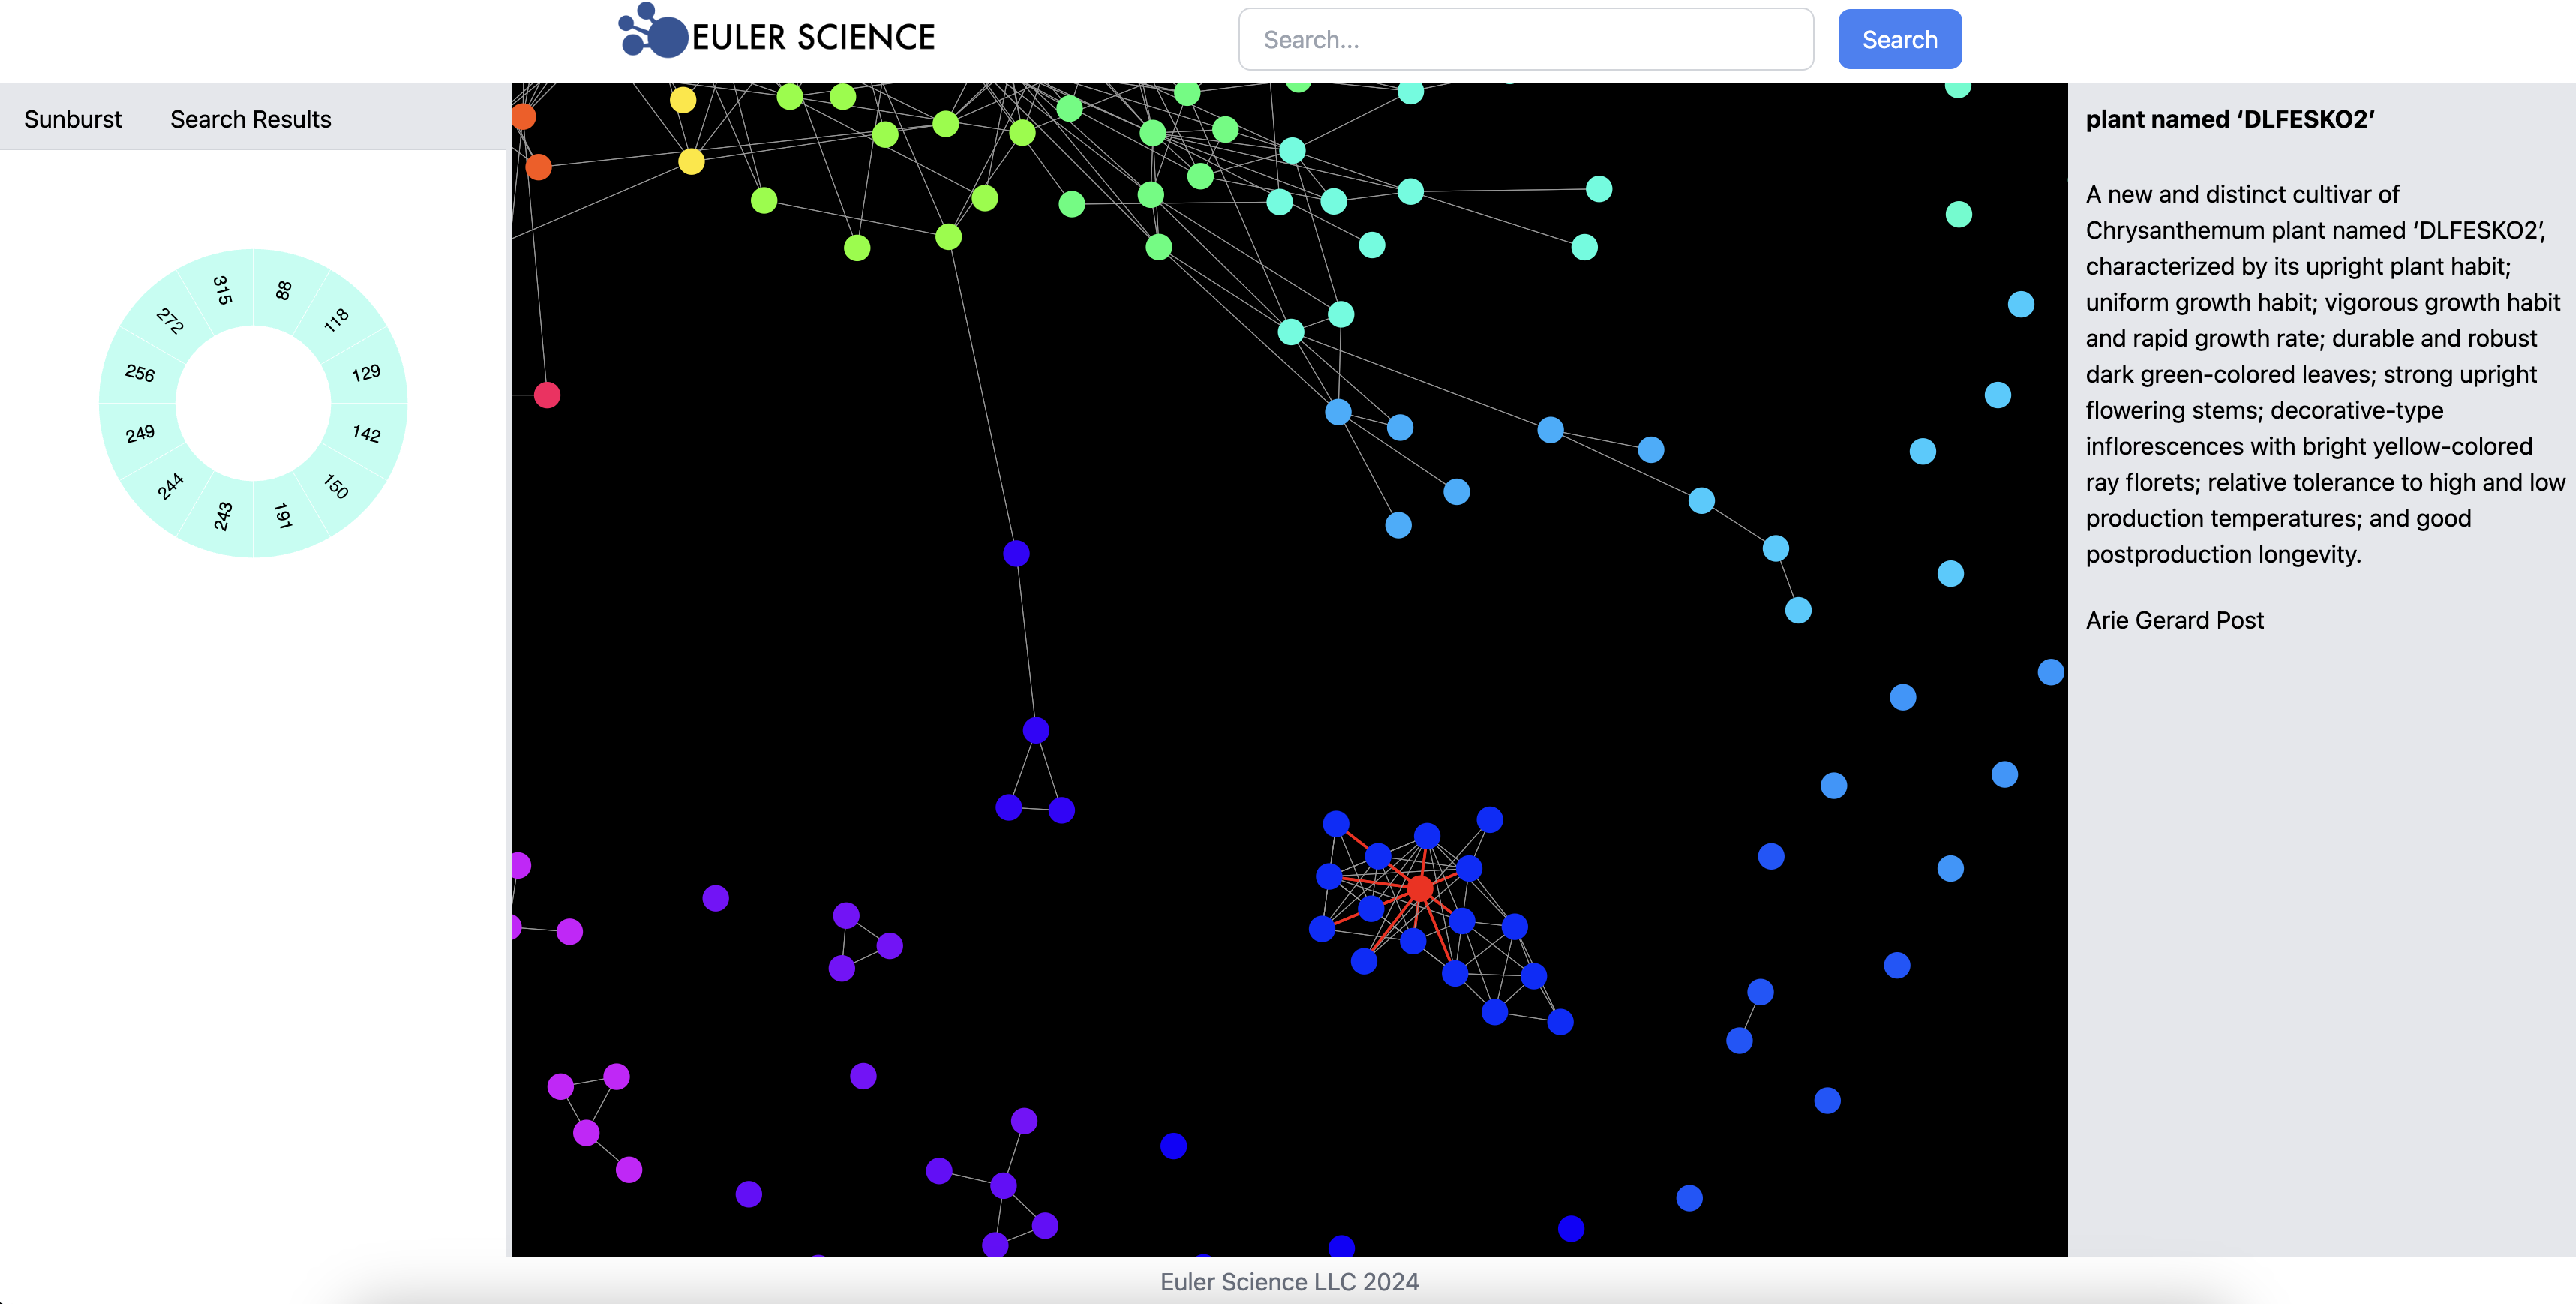 EULER SCIENCE
Search...
Search
Sunburst
Search Results
88
118
129
142
150
191
243
244
249
256
272
315
plant named ‘DLFESKO2’
A new and distinct cultivar of
Chrysanthemum plant named ‘DLFESKO2’,
characterized by its upright plant habit;
uniform growth habit; vigorous growth habit
and rapid growth rate; durable and robust
dark green-colored leaves; strong upright
flowering stems; decorative-type
inflorescences with bright yellow-colored
ray florets; relative tolerance to high and low
production temperatures; and good
postproduction longevity.
Arie Gerard Post
Euler Science LLC 2024